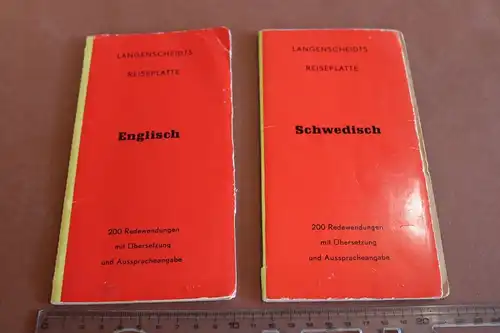 LANGENSCHEIDTS
REISEPLATTE
Englisch
200 Redewendungen
mit Übersetzung
und Ausspracheangabe
LANGENSCHEIDTS
REISEPLATTE
Schwedisch
200 Redewendungen
mit Übersetzung
und Ausspracheangabe